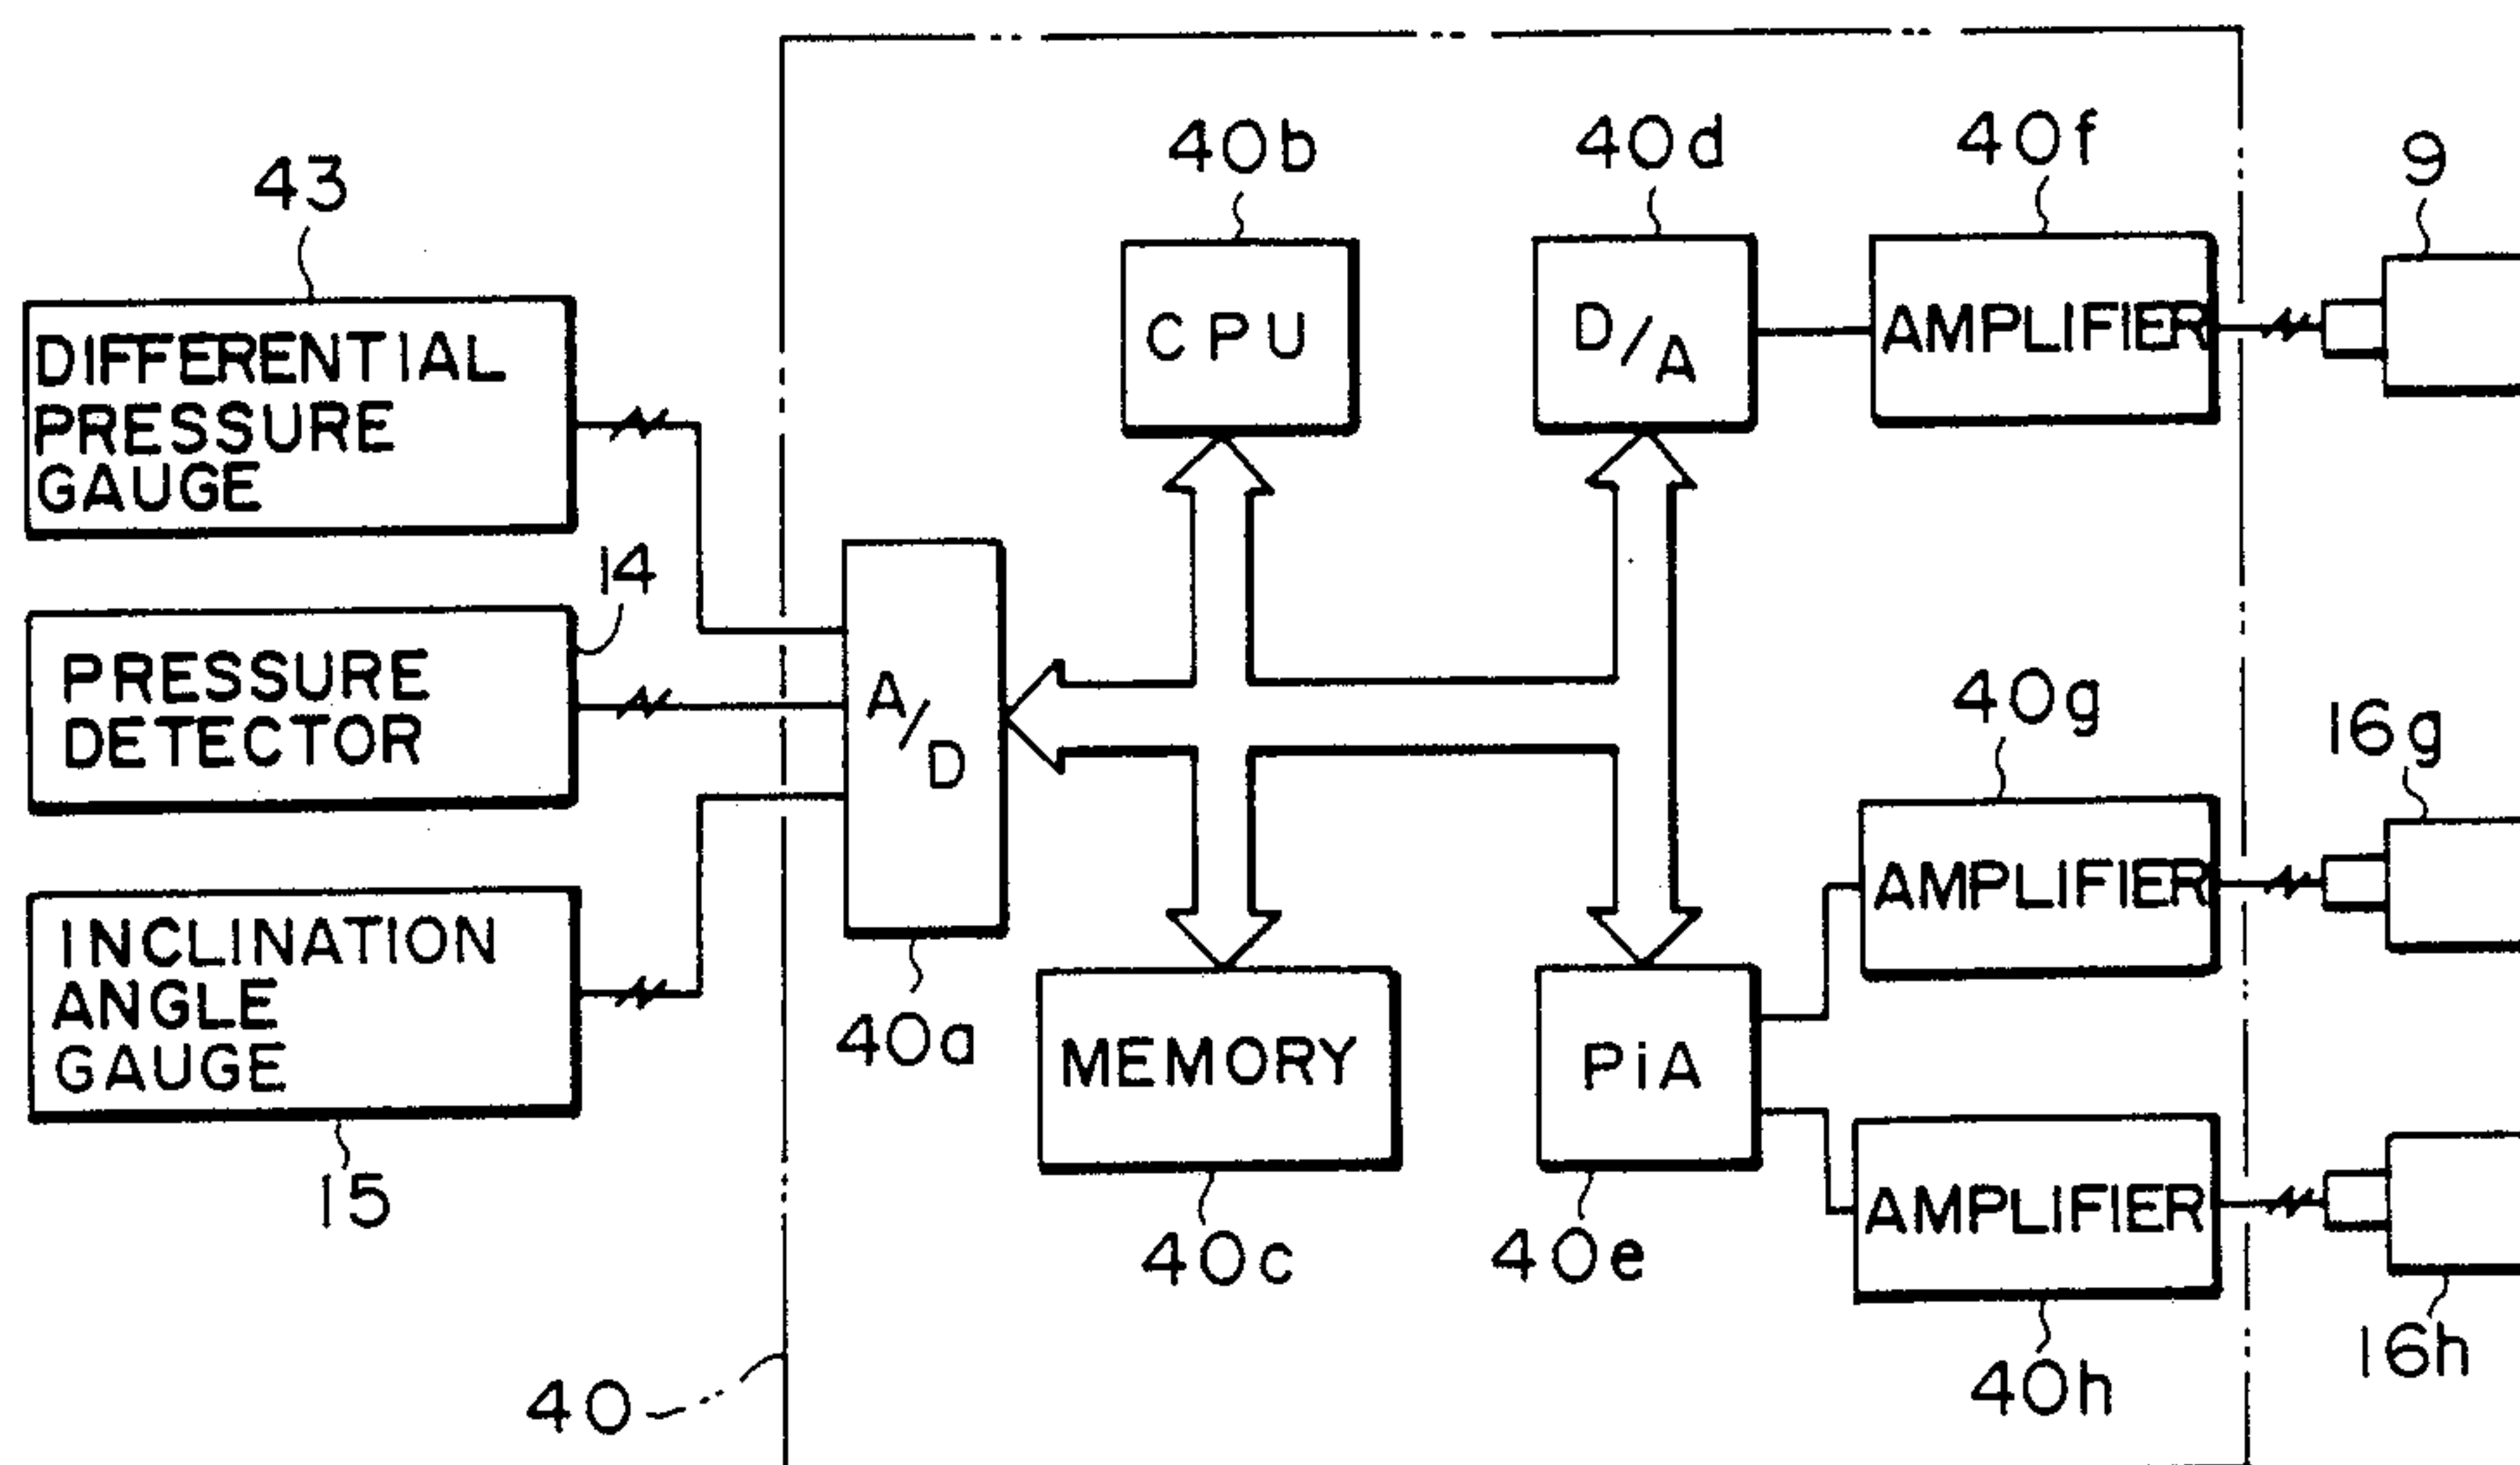 43
DIFFERENTIAL
PRESSURE
GAUGE
14
PRESSURE
DETECTOR
INCLINATION
ANGLE
GAUGE
15
40
A/D
40a
40b
CPU
MEMORY
40c
40d
D/A
PiA
40e
40f
AMPLIFIER
40g
AMPLIFIER
AMPLIFIER
40h
9
16g
16h